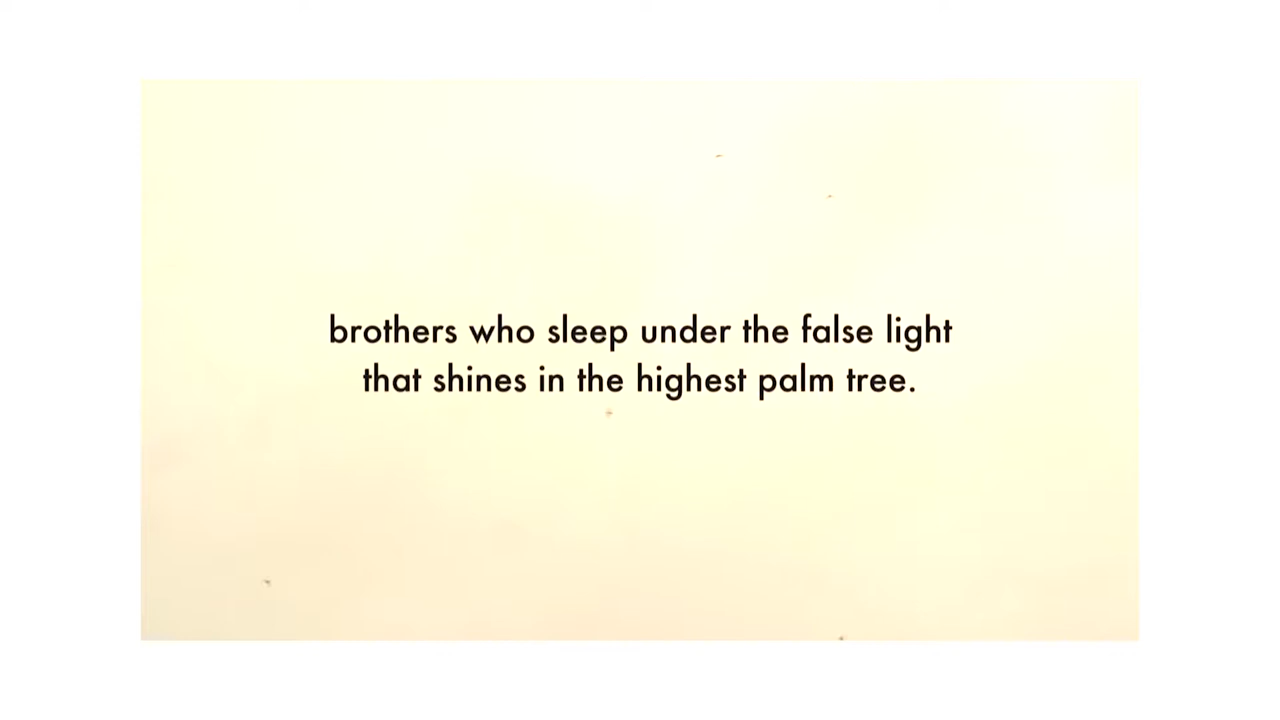 brothers who sleep under the false light
that shines in the highest palm tree.